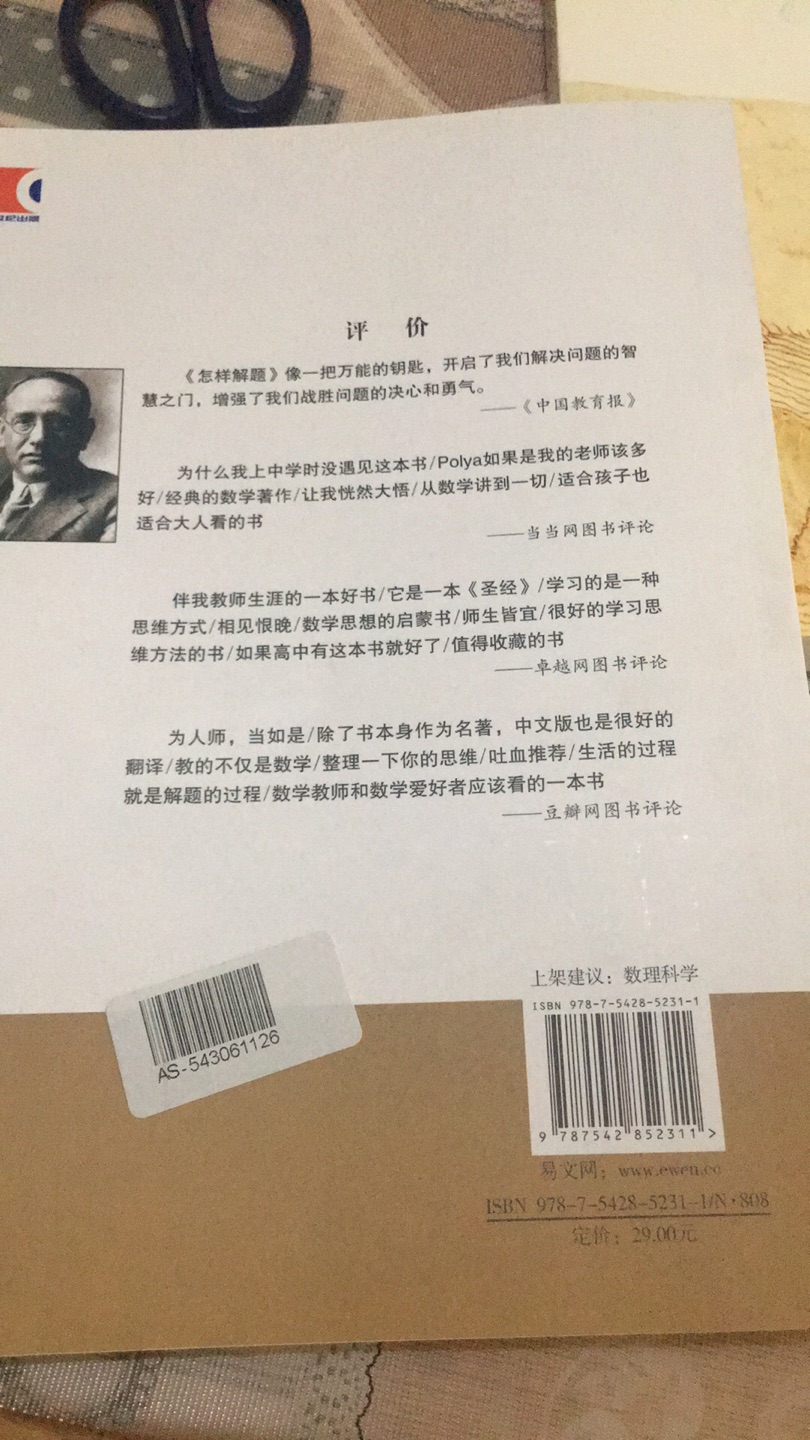 评 价
《怎样解题》像一把万能的钥匙，开启了我们解决问题的智
慧之门，增强了我们战胜问题的决心和勇气。
——《中国教育报》
为什么我上中学时没遇见这本书/Polya如果是我的老师该多
好/经典的数学著作/让我恍然大悟/从数学讲到一切/适合孩子也
适合大人看的书
——当当网图书评论
伴我教师生涯的一本好书/它是一本《圣经》/学习的是一种
思维方式/相见恨晚/数学思想的启蒙书/师生皆宜/很好的学习思
维方法的书/如果高中有这本书就好了/值得收藏的书
——卓越网图书评论
为人师，当如是/除了书本身作为名著，中文版也是很好的
翻译/教的不仅是数学/整理一下你的思维/吐血推荐/生活的过程
就是解题的过程/数学教师和数学爱好者应该看的一本书
——豆瓣网图书评论
上架建议：数理科学
ISBN 978-7-5428-5231-1
9 787542 852311 >
AS-543061126
易文网：www.ewen.cc
ISBN 978-7-5428-5231-1/N·808
定价：29.00元